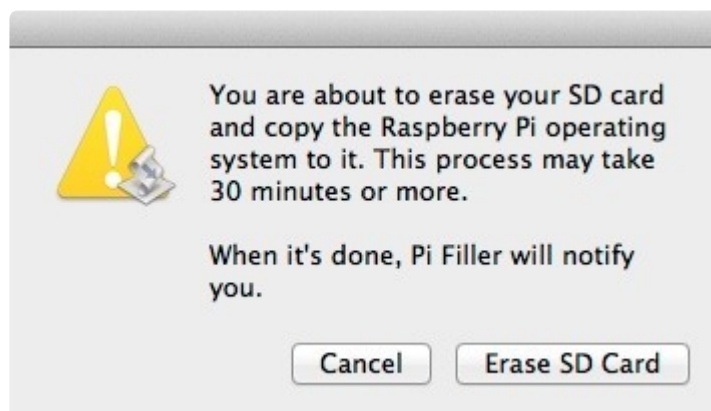 You are about to erase your SD card
and copy the Raspberry Pi operating
system to it. This process may take
30 minutes or more.
When it's done, Pi Filler will notify
you.
Cancel
Erase SD Card